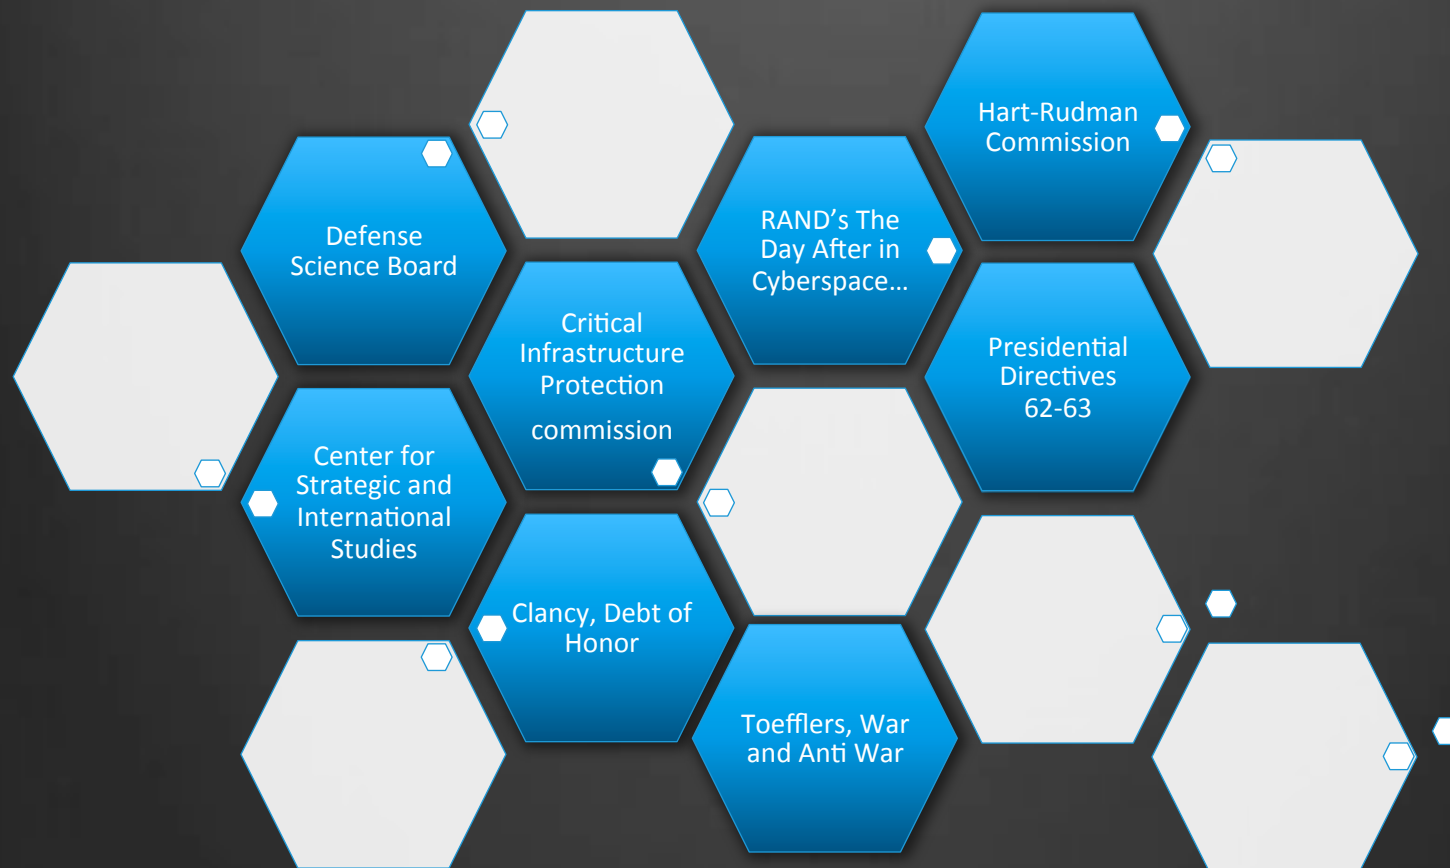 Hart-Rudman
Commission
Defense
Science Board
RAND’s The
Day After in
Cyberspace…
Critical
Infrastructure
Protection
commission
Presidential
Directives
62-63
Center for
Strategic and
International
Studies
Clancy, Debt of
Honor
Toefflers, War
and Anti War